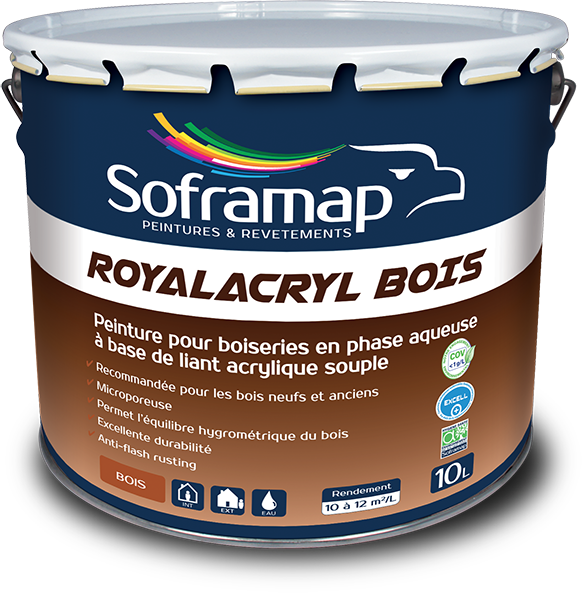 Soframap
PEINTURES & REVETEMENTS
ROYALACRYL BOIS
Peinture pour boiseries en phase aqueuse
à base de liant acrylique souple
Recommandée pour les bois neufs et anciens
Microporeuse
Permet l'équilibre hygrométrique du bois
Excellente durabilité
Anti-flash rusting
COV
<1g/L
EXCELL
BOIS
INT
EXT
EAU
Rendement
10 à 12 m²/L
10L